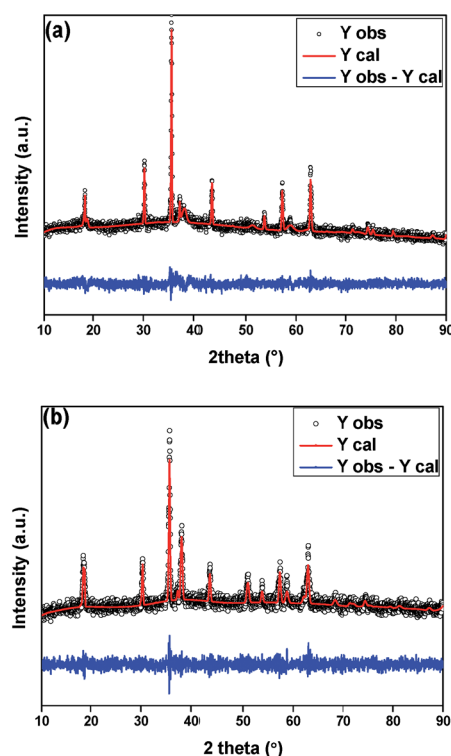 (a)
Y obs
Y cal
Y obs - Y cal
Intensity (a.u.)
10 20 30 40 50 60 70 80 90
2theta (°)
(b)
Y obs
Y cal
Y obs - Y cal
Intensity (a.u.)
10 20 30 40 50 60 70 80 90
2 theta (°)